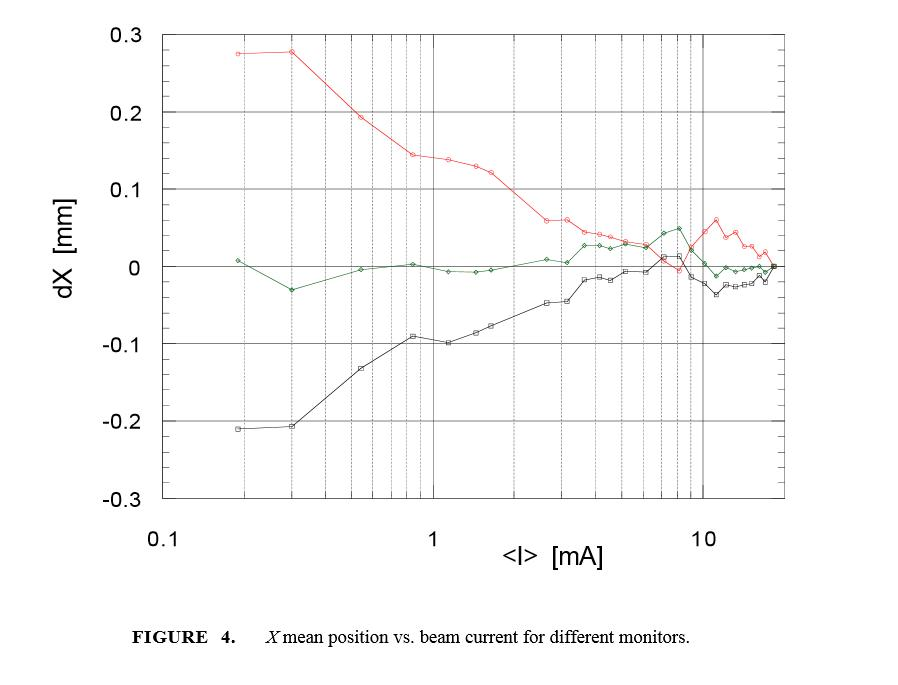 0.3
0.2
0.1
0
-0.1
-0.2
-0.3
dX [mm]
0.1 1 10
<I> [mA]
FIGURE 4. X mean position vs. beam current for different monitors.